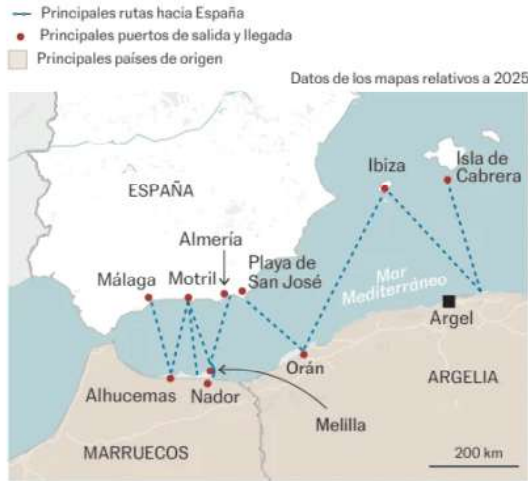 Principales rutas hacia España
Principales puertos de salida y llegada
Principales países de origen
Datos de los mapas relativos a 2025
Ibiza
Isla de
Cabrera
ESPAÑA
Almería
Málaga
Motril
Playa de
San José
Mar
Mediterráneo
Argel
Orán
Alhucemas
Nador
ARGELIA
Melilla
MARRUECOS
200 km